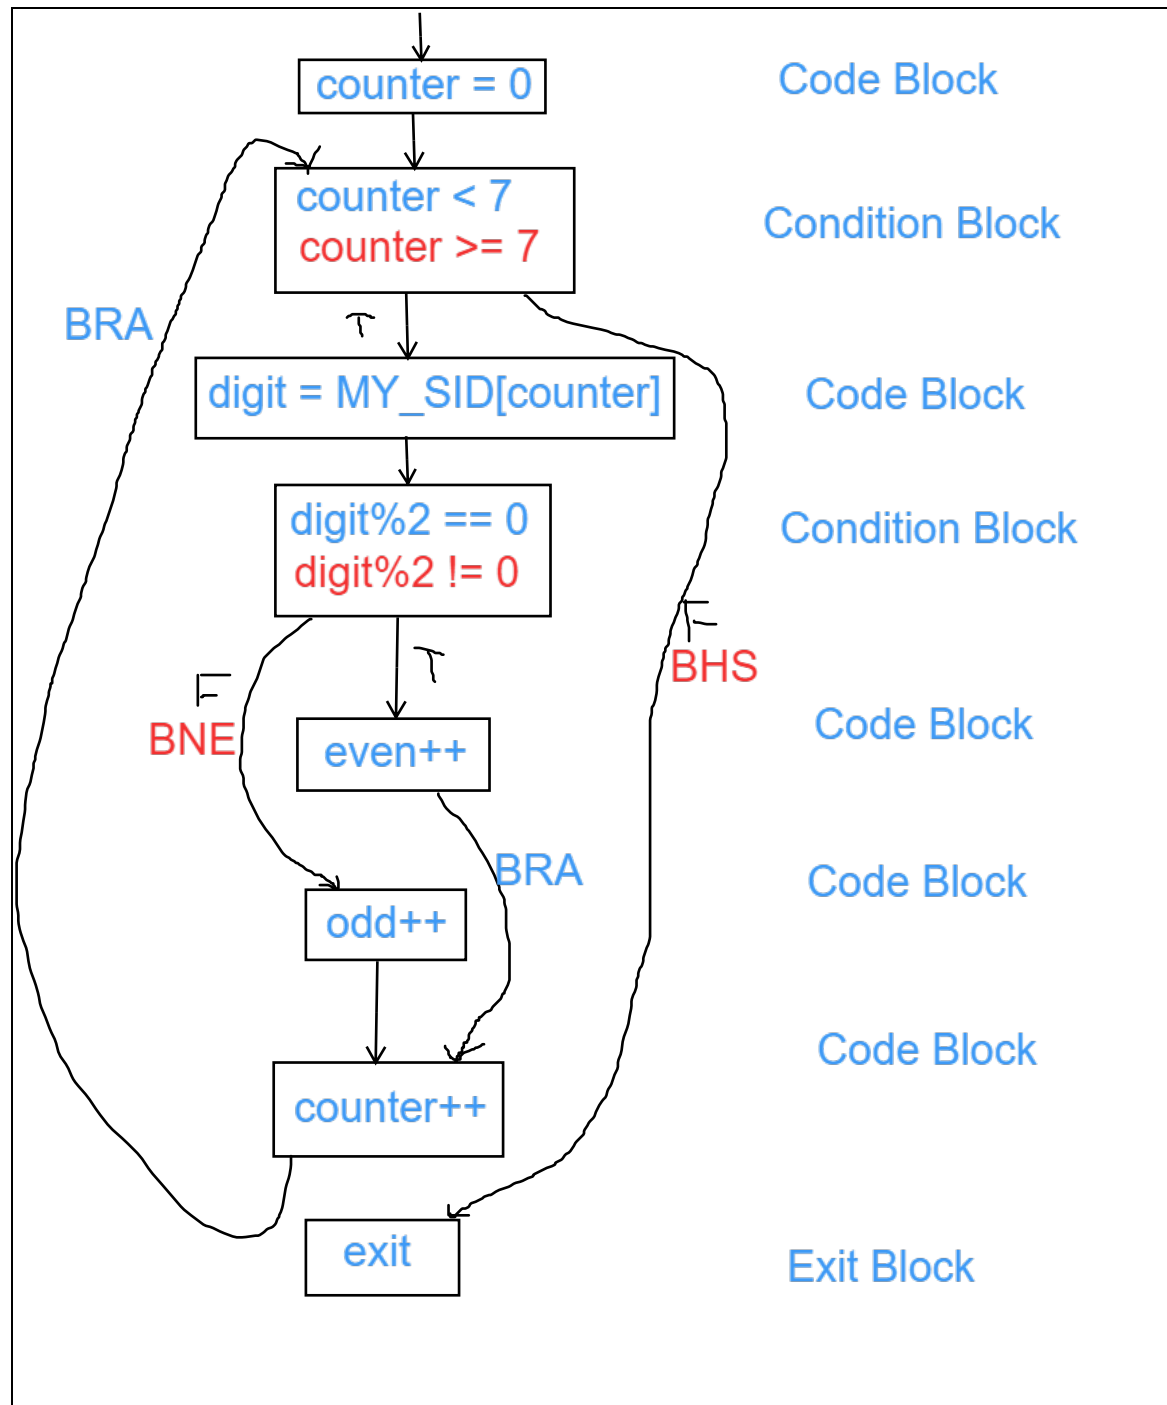 counter = 0
Code Block
counter < 7
counter >= 7
Condition Block
BRA
T
digit = MY_SID[counter]
Code Block
digit%2 == 0
digit%2 != 0
Condition Block
F
BHS
T
F
BNE
even++
Code Block
BRA
odd++
Code Block
counter++
Code Block
exit
Exit Block